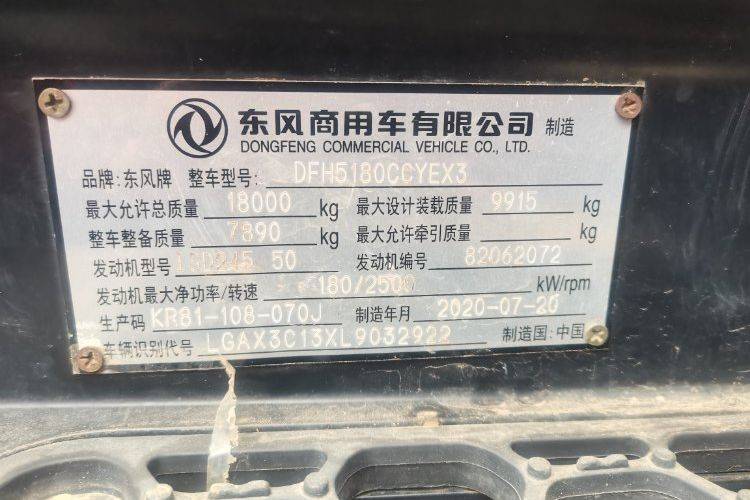 东风商用车有限公司 制造
DONGFENG COMMERCIAL VEHICLE CO., LTD.
品牌:东风牌 整车型号: DFH5180CCYEX3
最大允许总质量 18000 kg 最大设计装载质量 9915 kg
整车整备质量 7890 kg 最大允许牵引质量 kg
发动机型号 50 发动机编号 82062072
发动机最大净功率/转速 180/2500 kW/rpm
生产码 KR81-108-070J 制造年月 2020-07-20
车辆识别代号 LGAX3C13XL9032922 制造国:中国